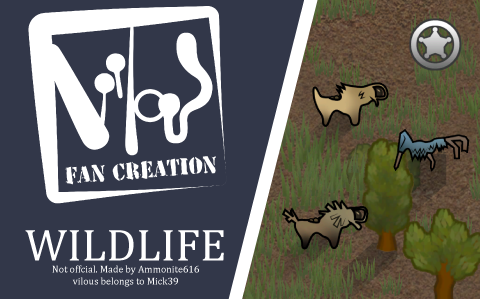 FAN CREATION
WILDLIFE
Not offcial. Made by Ammonite616
vilous belongs to Mick39